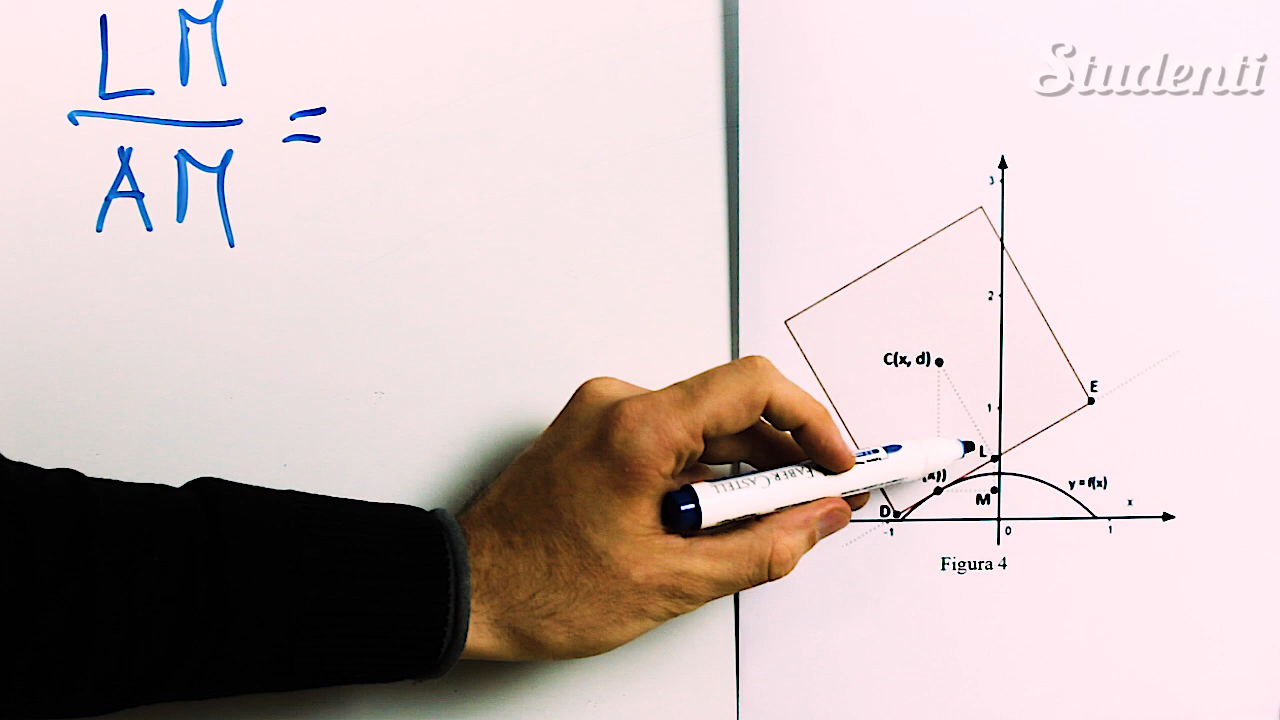 LM
AM =
Studenti
3
2
C(x, d)
1
E
L
(x))
M
y = f(x)
x
D
-1
0
1
FABER CASTELL
Figura 4